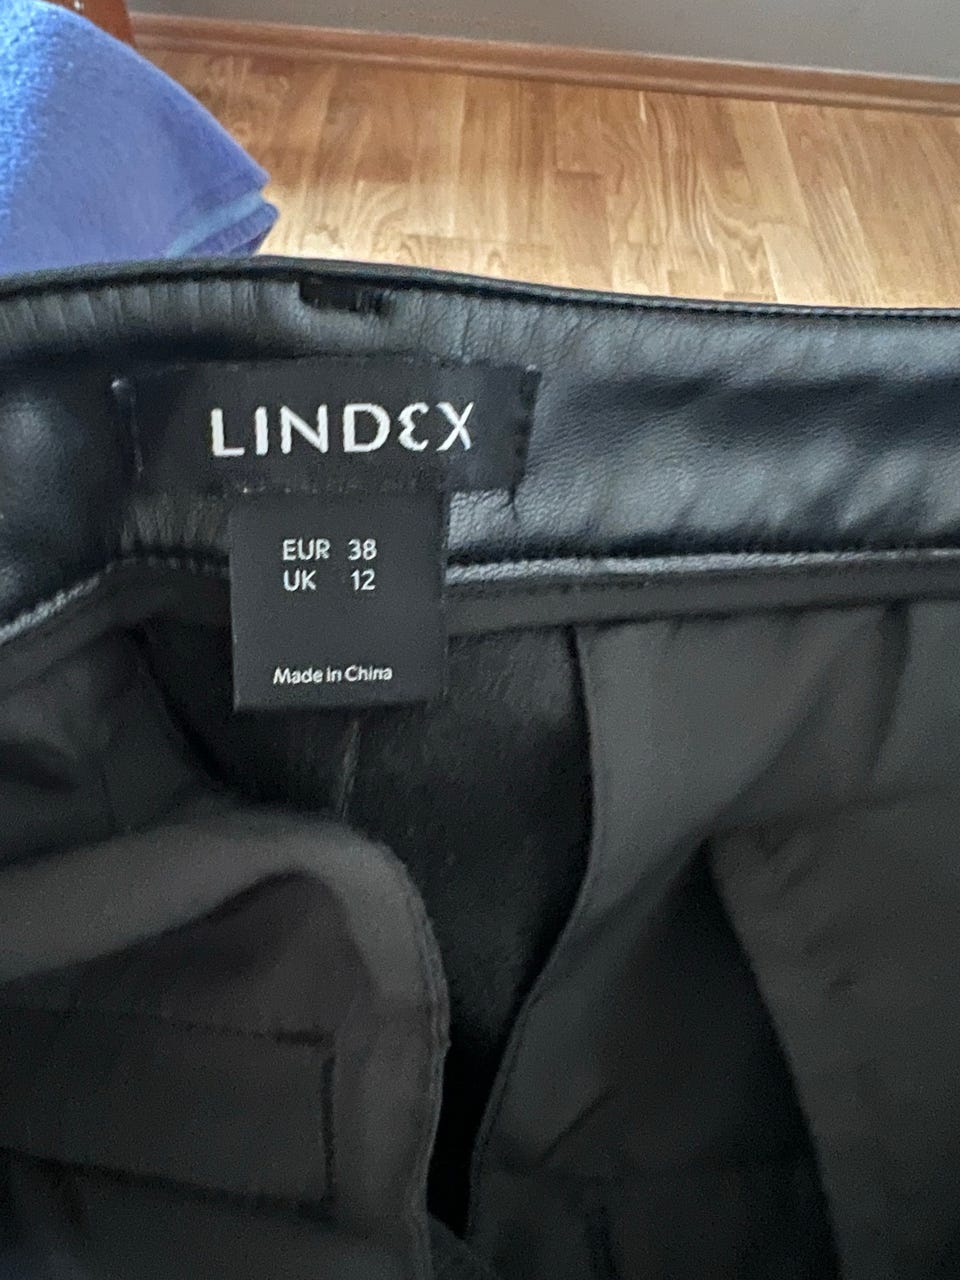 LINDEX
EUR 38
UK 12
Made in China